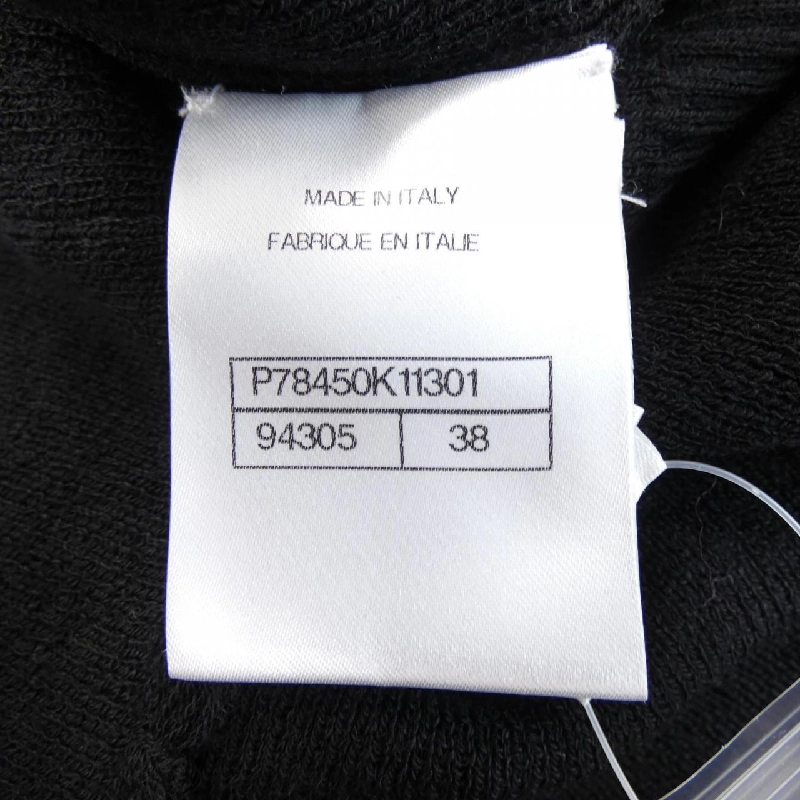 MADE IN ITALY
FABRIQUE EN ITALIE
P78450K11301
94305 38